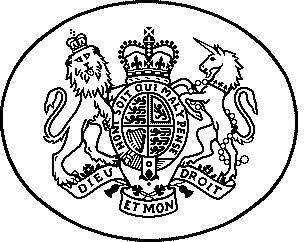 HONI SOIT QUI MAL Y PENSE
DIEU ET MON DROIT